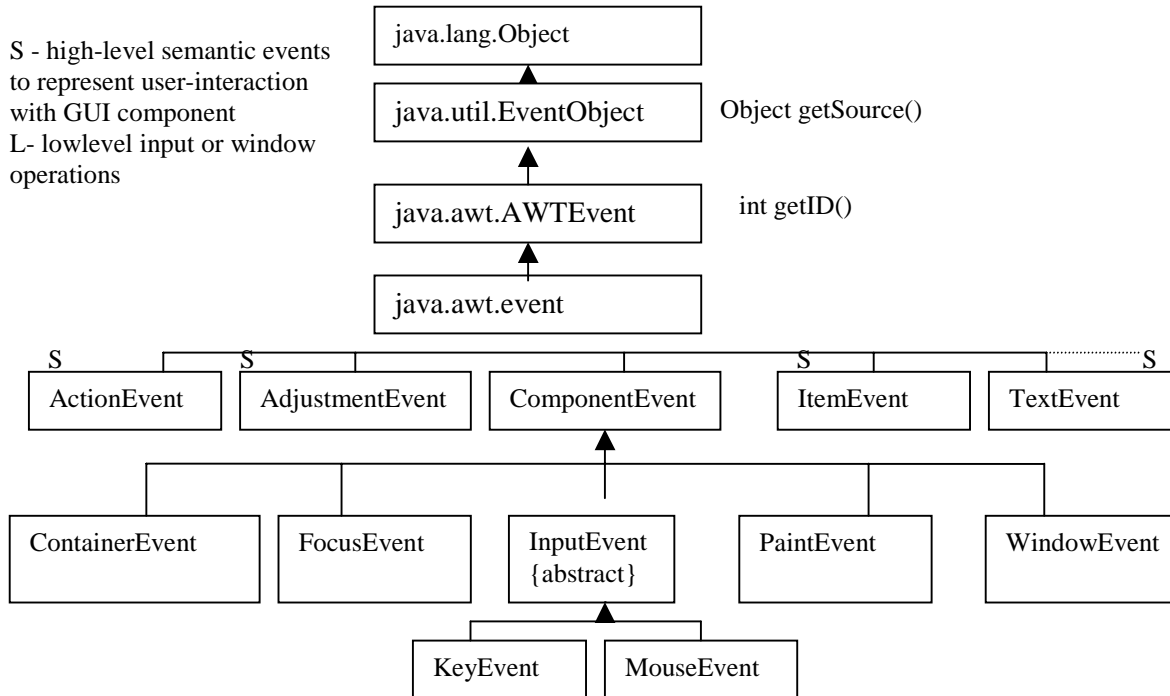 S - high-level semantic events
to represent user-interaction
with GUI component
L- lowlevel input or window
operations
java.lang.Object
java.util.EventObject
Object getSource()
java.awt.AWTEvent
int getID()
java.awt.event
S S S S
ActionEvent AdjustmentEvent ComponentEvent ItemEvent TextEvent
ContainerEvent FocusEvent InputEvent PaintEvent WindowEvent
{abstract}
KeyEvent MouseEvent